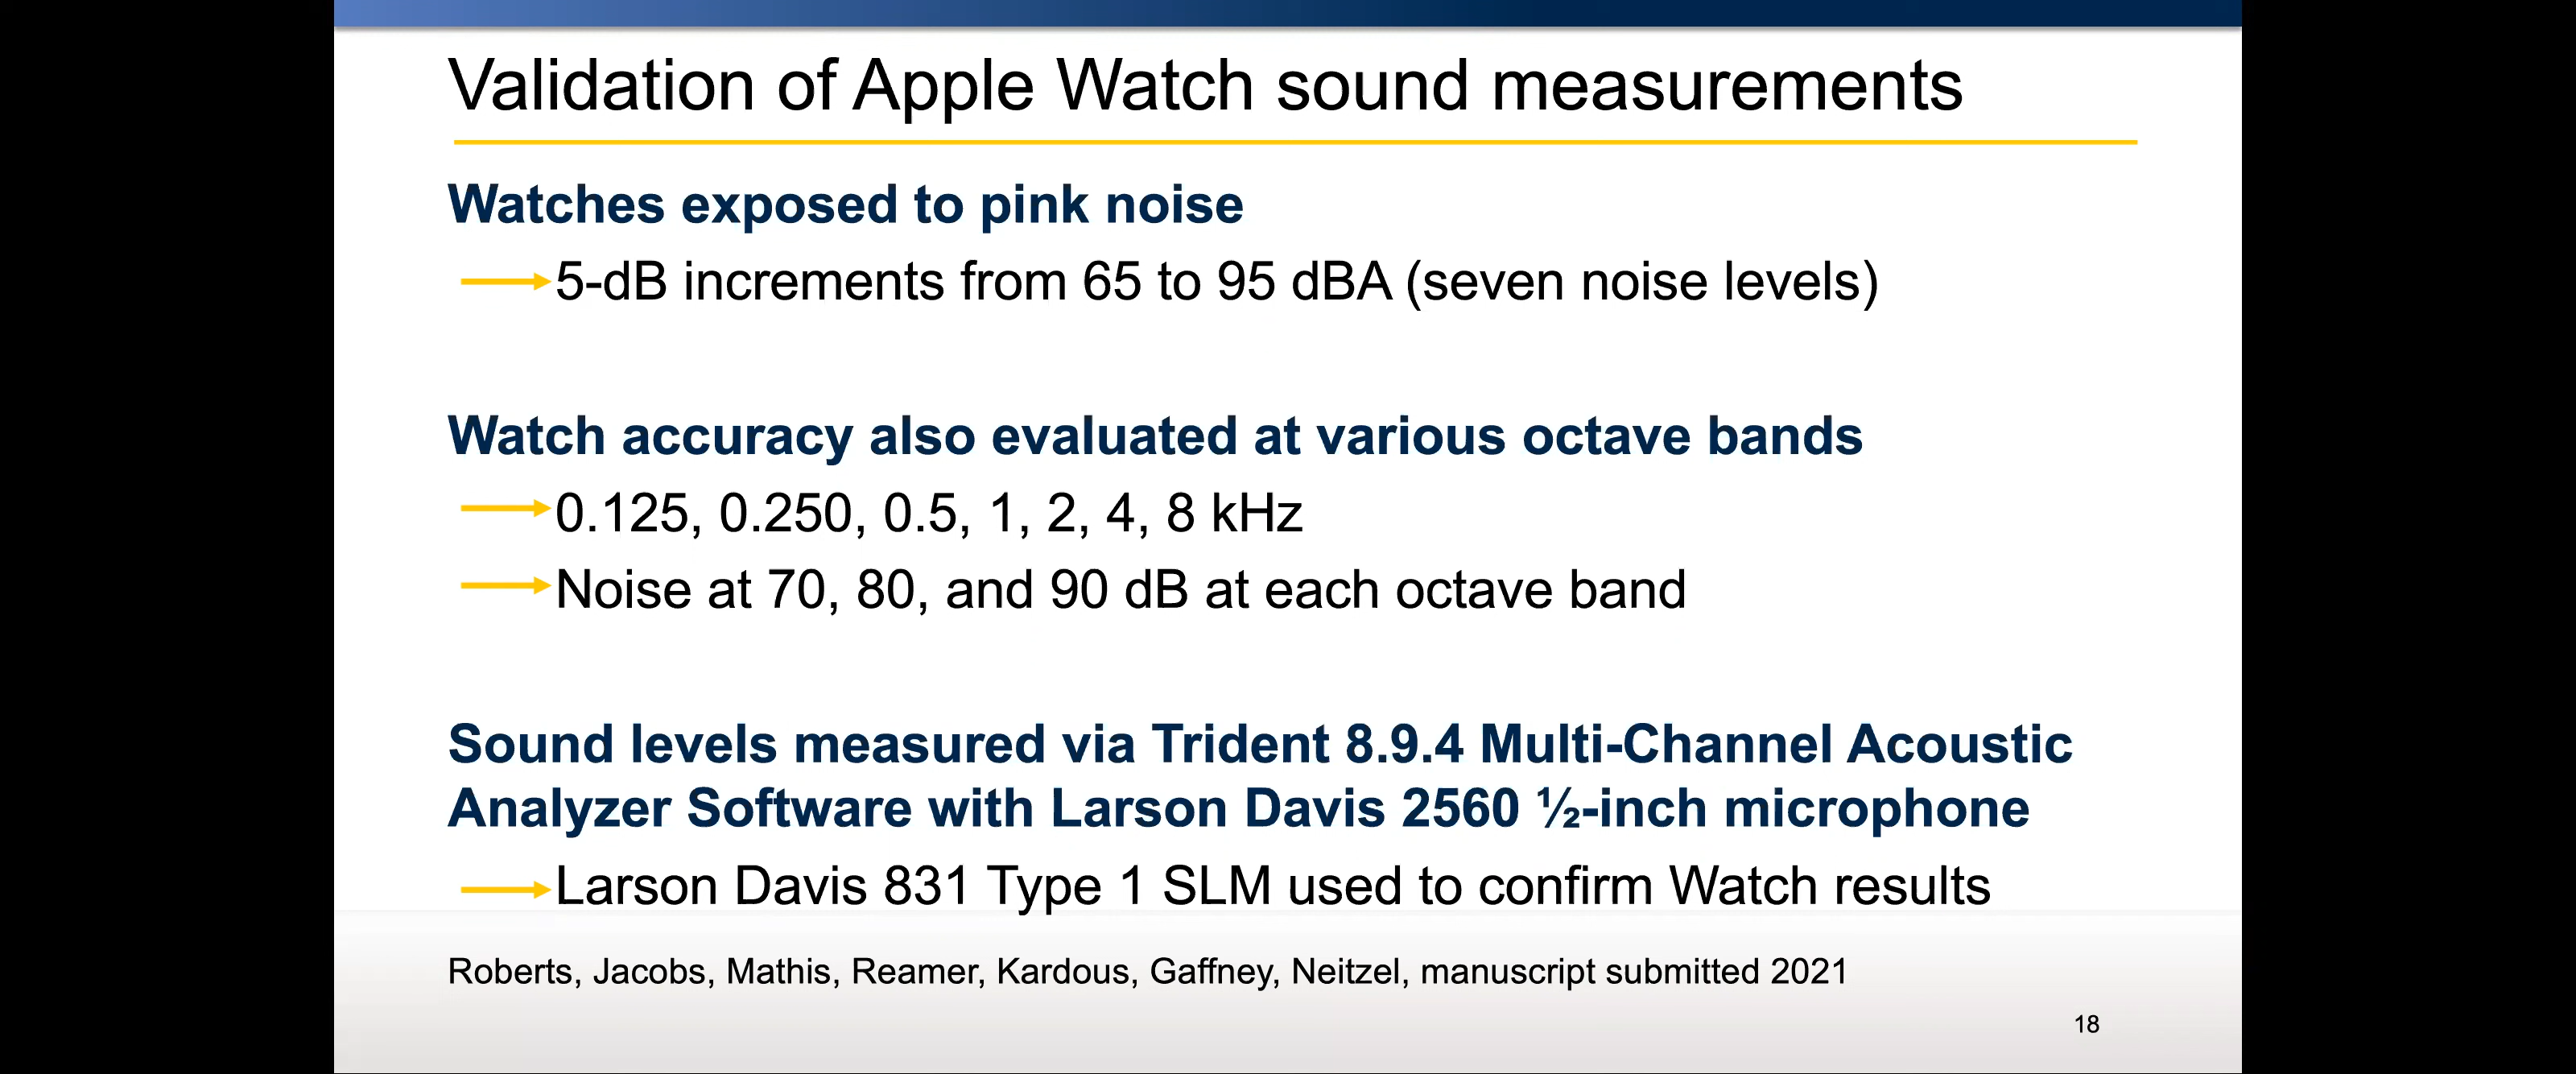 Validation of Apple Watch sound measurements
Watches exposed to pink noise
5-dB increments from 65 to 95 dBA (seven noise levels)
Watch accuracy also evaluated at various octave bands
0.125, 0.250, 0.5, 1, 2, 4, 8 kHz
Noise at 70, 80, and 90 dB at each octave band
Sound levels measured via Trident 8.9.4 Multi-Channel Acoustic
Analyzer Software with Larson Davis 2560 ½-inch microphone
Larson Davis 831 Type 1 SLM used to confirm Watch results
Roberts, Jacobs, Mathis, Reamer, Kardous, Gaffney, Neitzel, manuscript submitted 2021
18